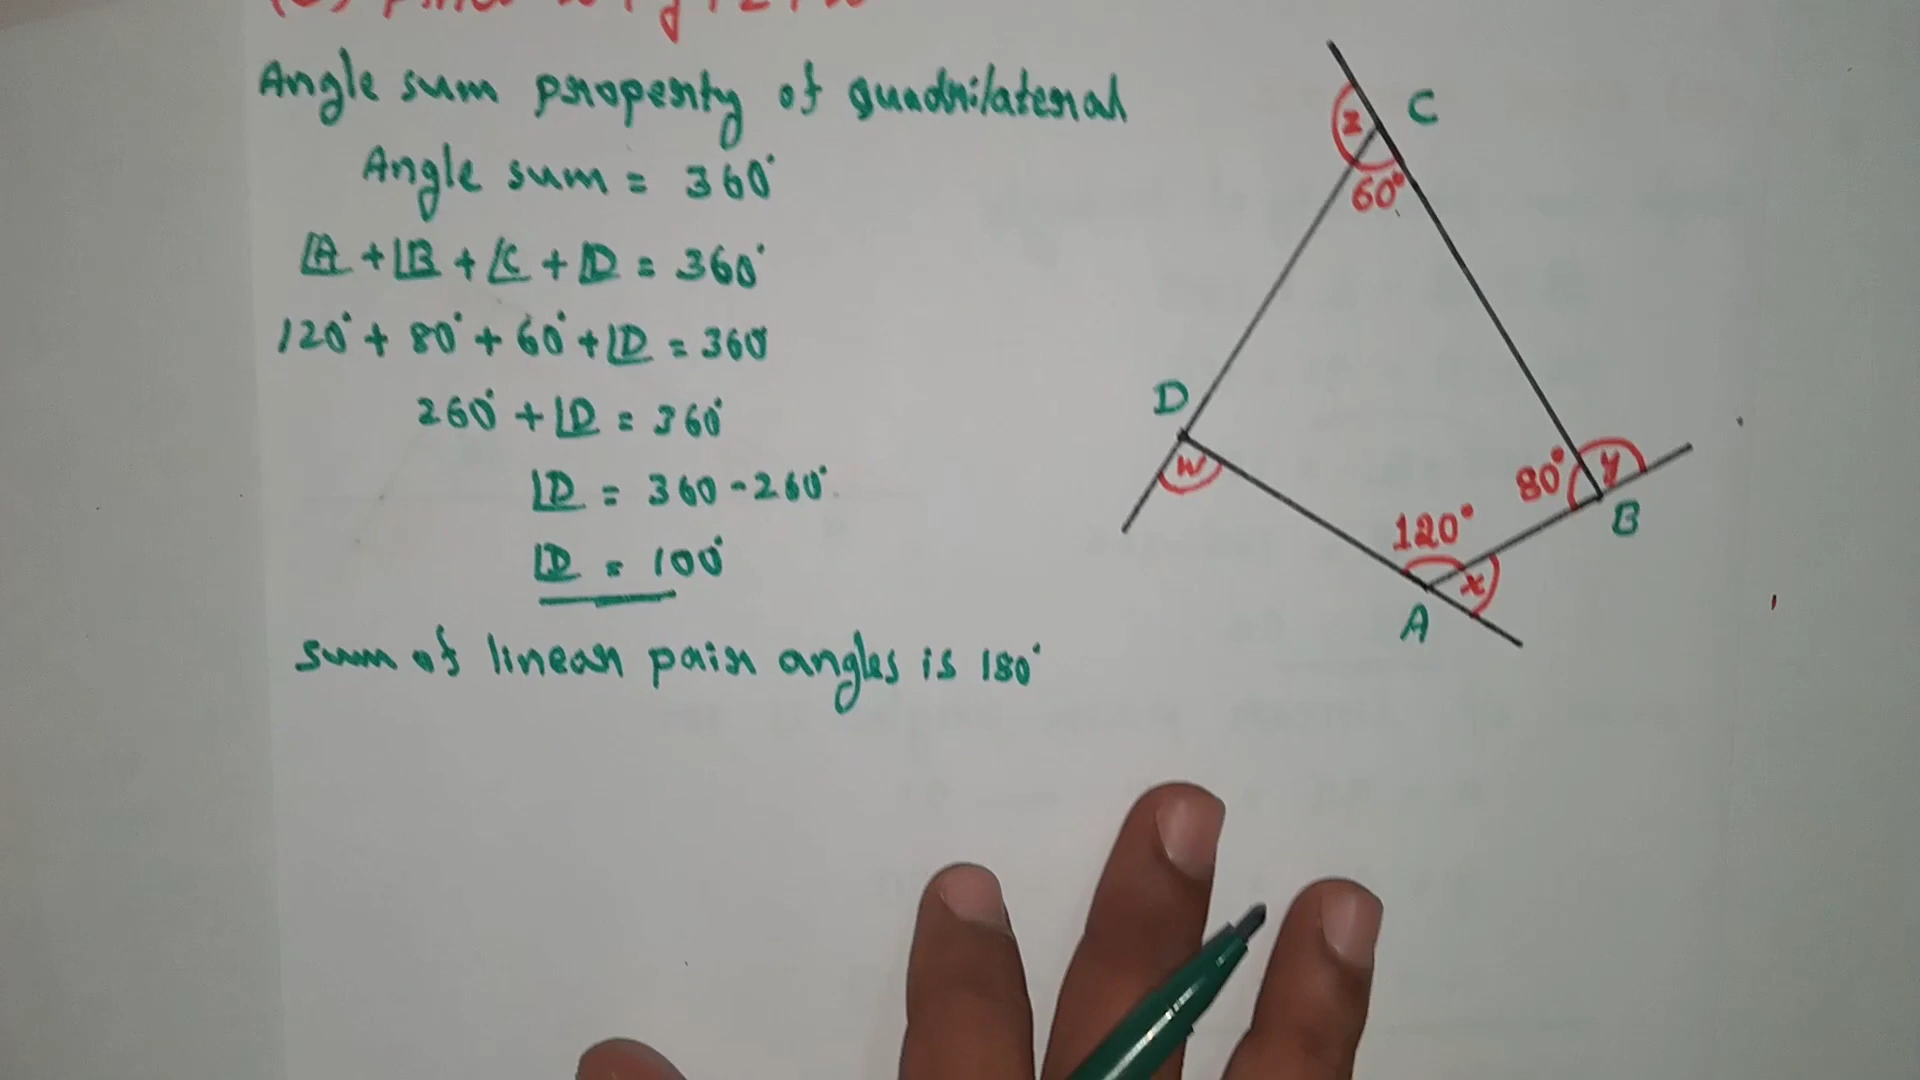 Angle sum property of quadrilateral
Angle sum = 360°
∠A + ∠B + ∠C + ∠D = 360°
120° + 80° + 60° + ∠D = 360°
260° + ∠D = 360°
∠D = 360 - 260°
∠D = 100°
sum of linear pair angles is 180°
C
z
60°
D
w
80°
y
B
120°
x
A